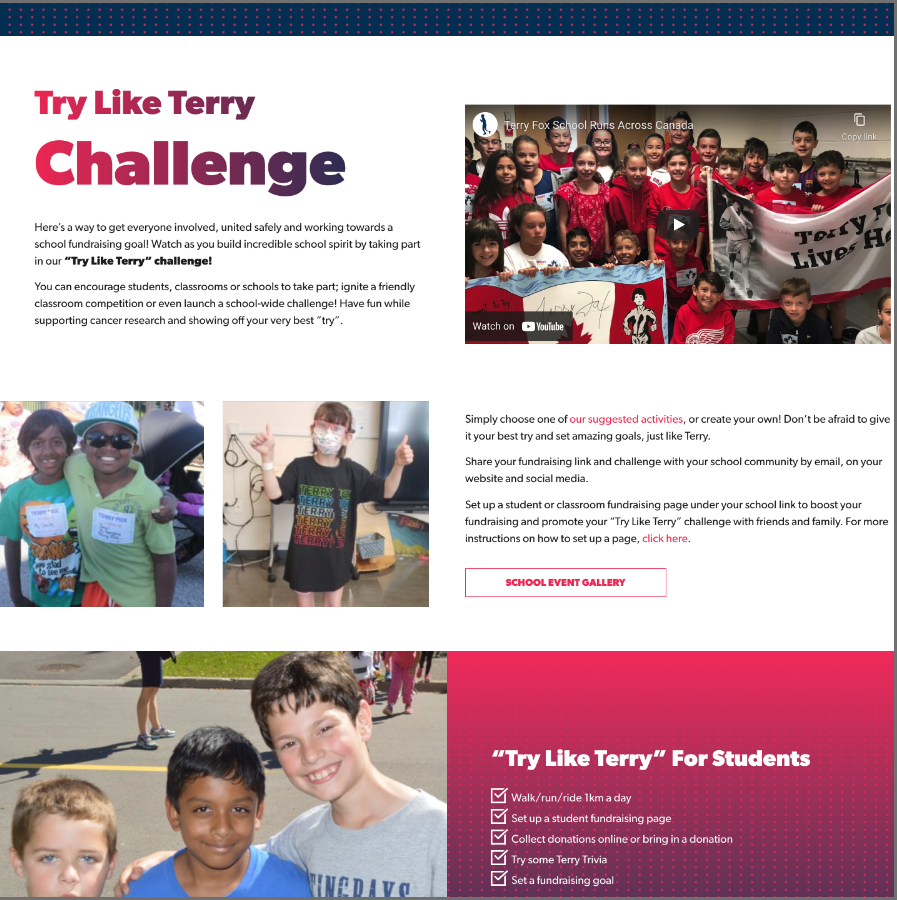 Try Like Terry
Challenge
Here's a way to get everyone involved, united safely and working towards a
school fundraising goal! Watch as you build incredible school spirit by taking part
in our “Try Like Terry” challenge!
You can encourage students, classrooms or schools to take part; ignite a friendly
classroom competition or even launch a school-wide challenge! Have fun while
supporting cancer research and showing off your very best “try”.
Terry Fox School Runs Across Canada
Copy link
Terry F
Lives He
Watch on YouTube
TERRY FOX
TERRY FOX
TERRY
TERRY
TERRY
TERRY
TERRY
TERRY
Simply choose one of our suggested activities, or create your own! Don't be afraid to give
it your best try and set amazing goals, just like Terry.
Share your fundraising link and challenge with your school community by email, on your
website and social media.
Set up a student or classroom fundraising page under your school link to boost your
fundraising and promote your “Try Like Terry” challenge with friends and family. For more
instructions on how to set up a page, click here.
SCHOOL EVENT GALLERY
“Try Like Terry” For Students
Walk/run/ride 1km a day
Set up a student fundraising page
Collect donations online or bring in a donation
Try some Terry Trivia
Set a fundraising goal